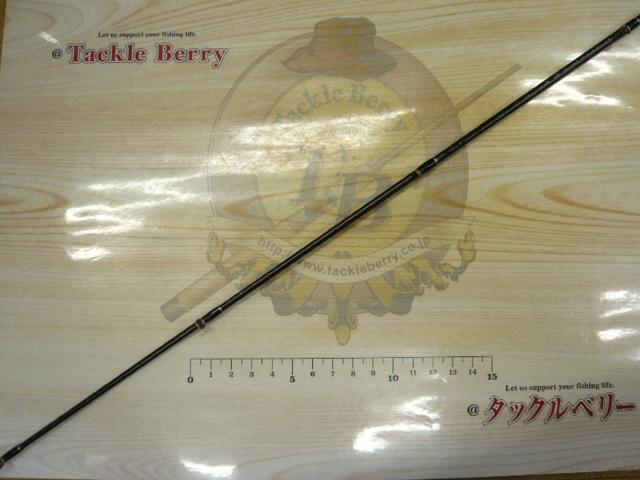 Let us support your fishing life.
@ Tackle Berry
Tackle Berry
TB
http://www.tackleberry.co.jp
0 1 2 3 4 5 6 7 8 9 10 11 12 13 14 15
Let us support your fishing life.
@ タックルベリー